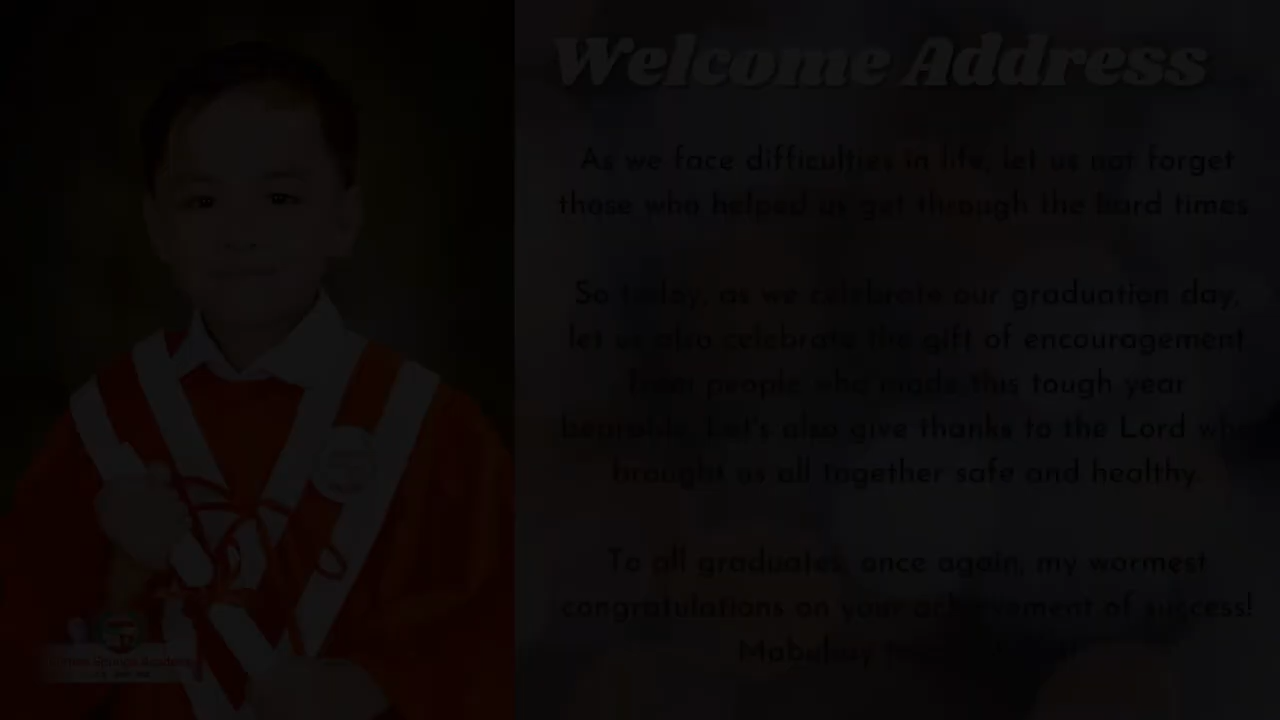 Welcome Address
As we face difficulties in life, let us not forget
those who helped us get through the hard times
So today, as we celebrate our graduation day,
let us also celebrate the gift of encouragement
from people who made this tough year
bearable. Let's also give thanks to the Lord who
brought us all together safe and healthy.
To all graduates, once again, my warmest
congratulations on your achievement of success!
Mabuhay